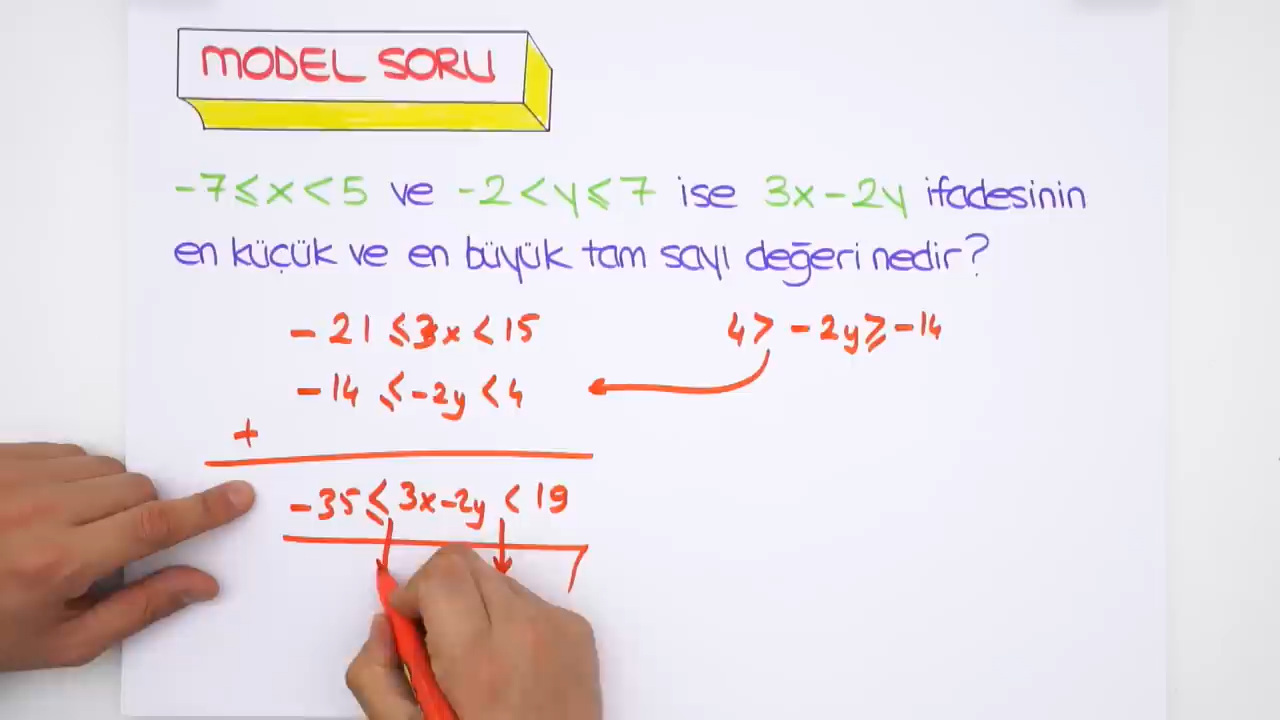 MODEL SORU
-7 ≤ x < 5 ve -2 < y ≤ 7 ise 3x - 2y ifadesinin
en küçük ve en büyük tam sayı değeri nedir?
-21 ≤ 3x < 15 4 > -2y ≥ -14
-14 ≤ -2y < 4
+
-35 ≤ 3x - 2y < 19